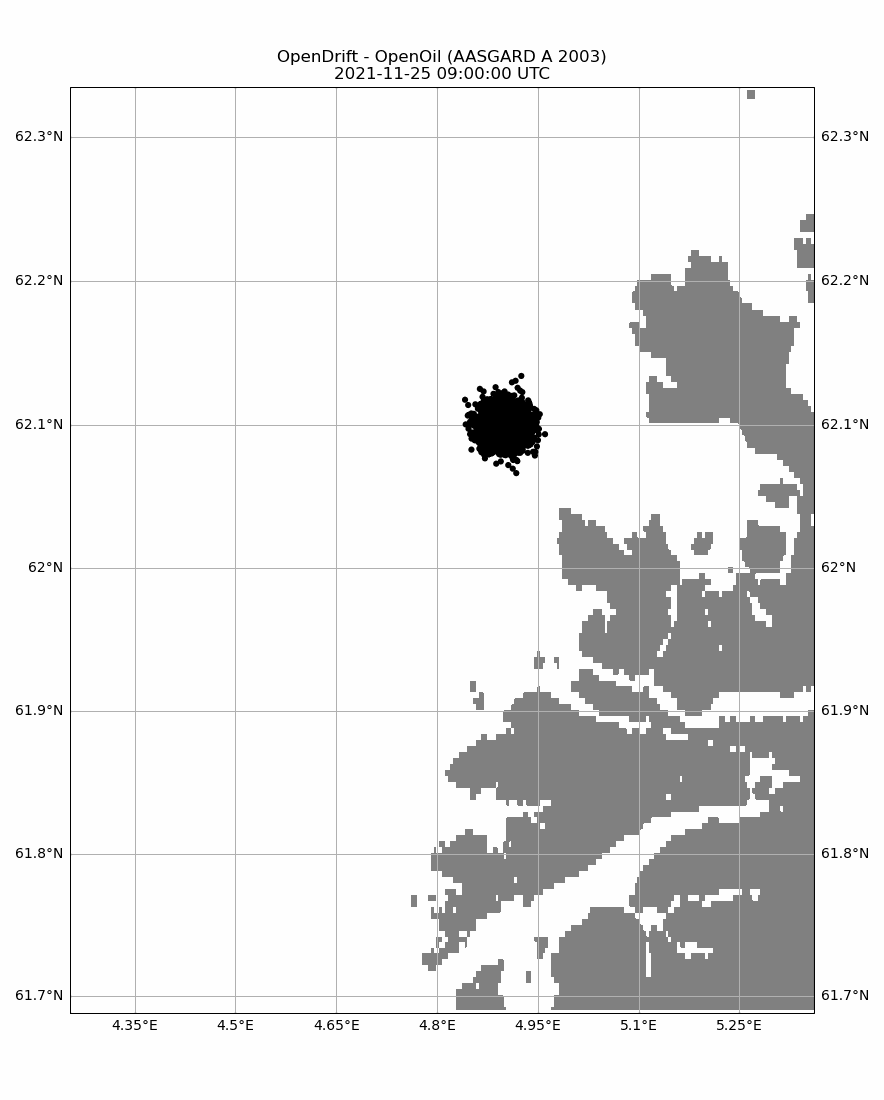 OpenDrift - OpenOil (AASGARD A 2003)
2021-11-25 09:00:00 UTC
62.3°N 62.3°N
62.2°N 62.2°N
62.1°N 62.1°N
62°N 62°N
61.9°N 61.9°N
61.8°N 61.8°N
61.7°N 61.7°N
4.35°E 4.5°E 4.65°E 4.8°E 4.95°E 5.1°E 5.25°E